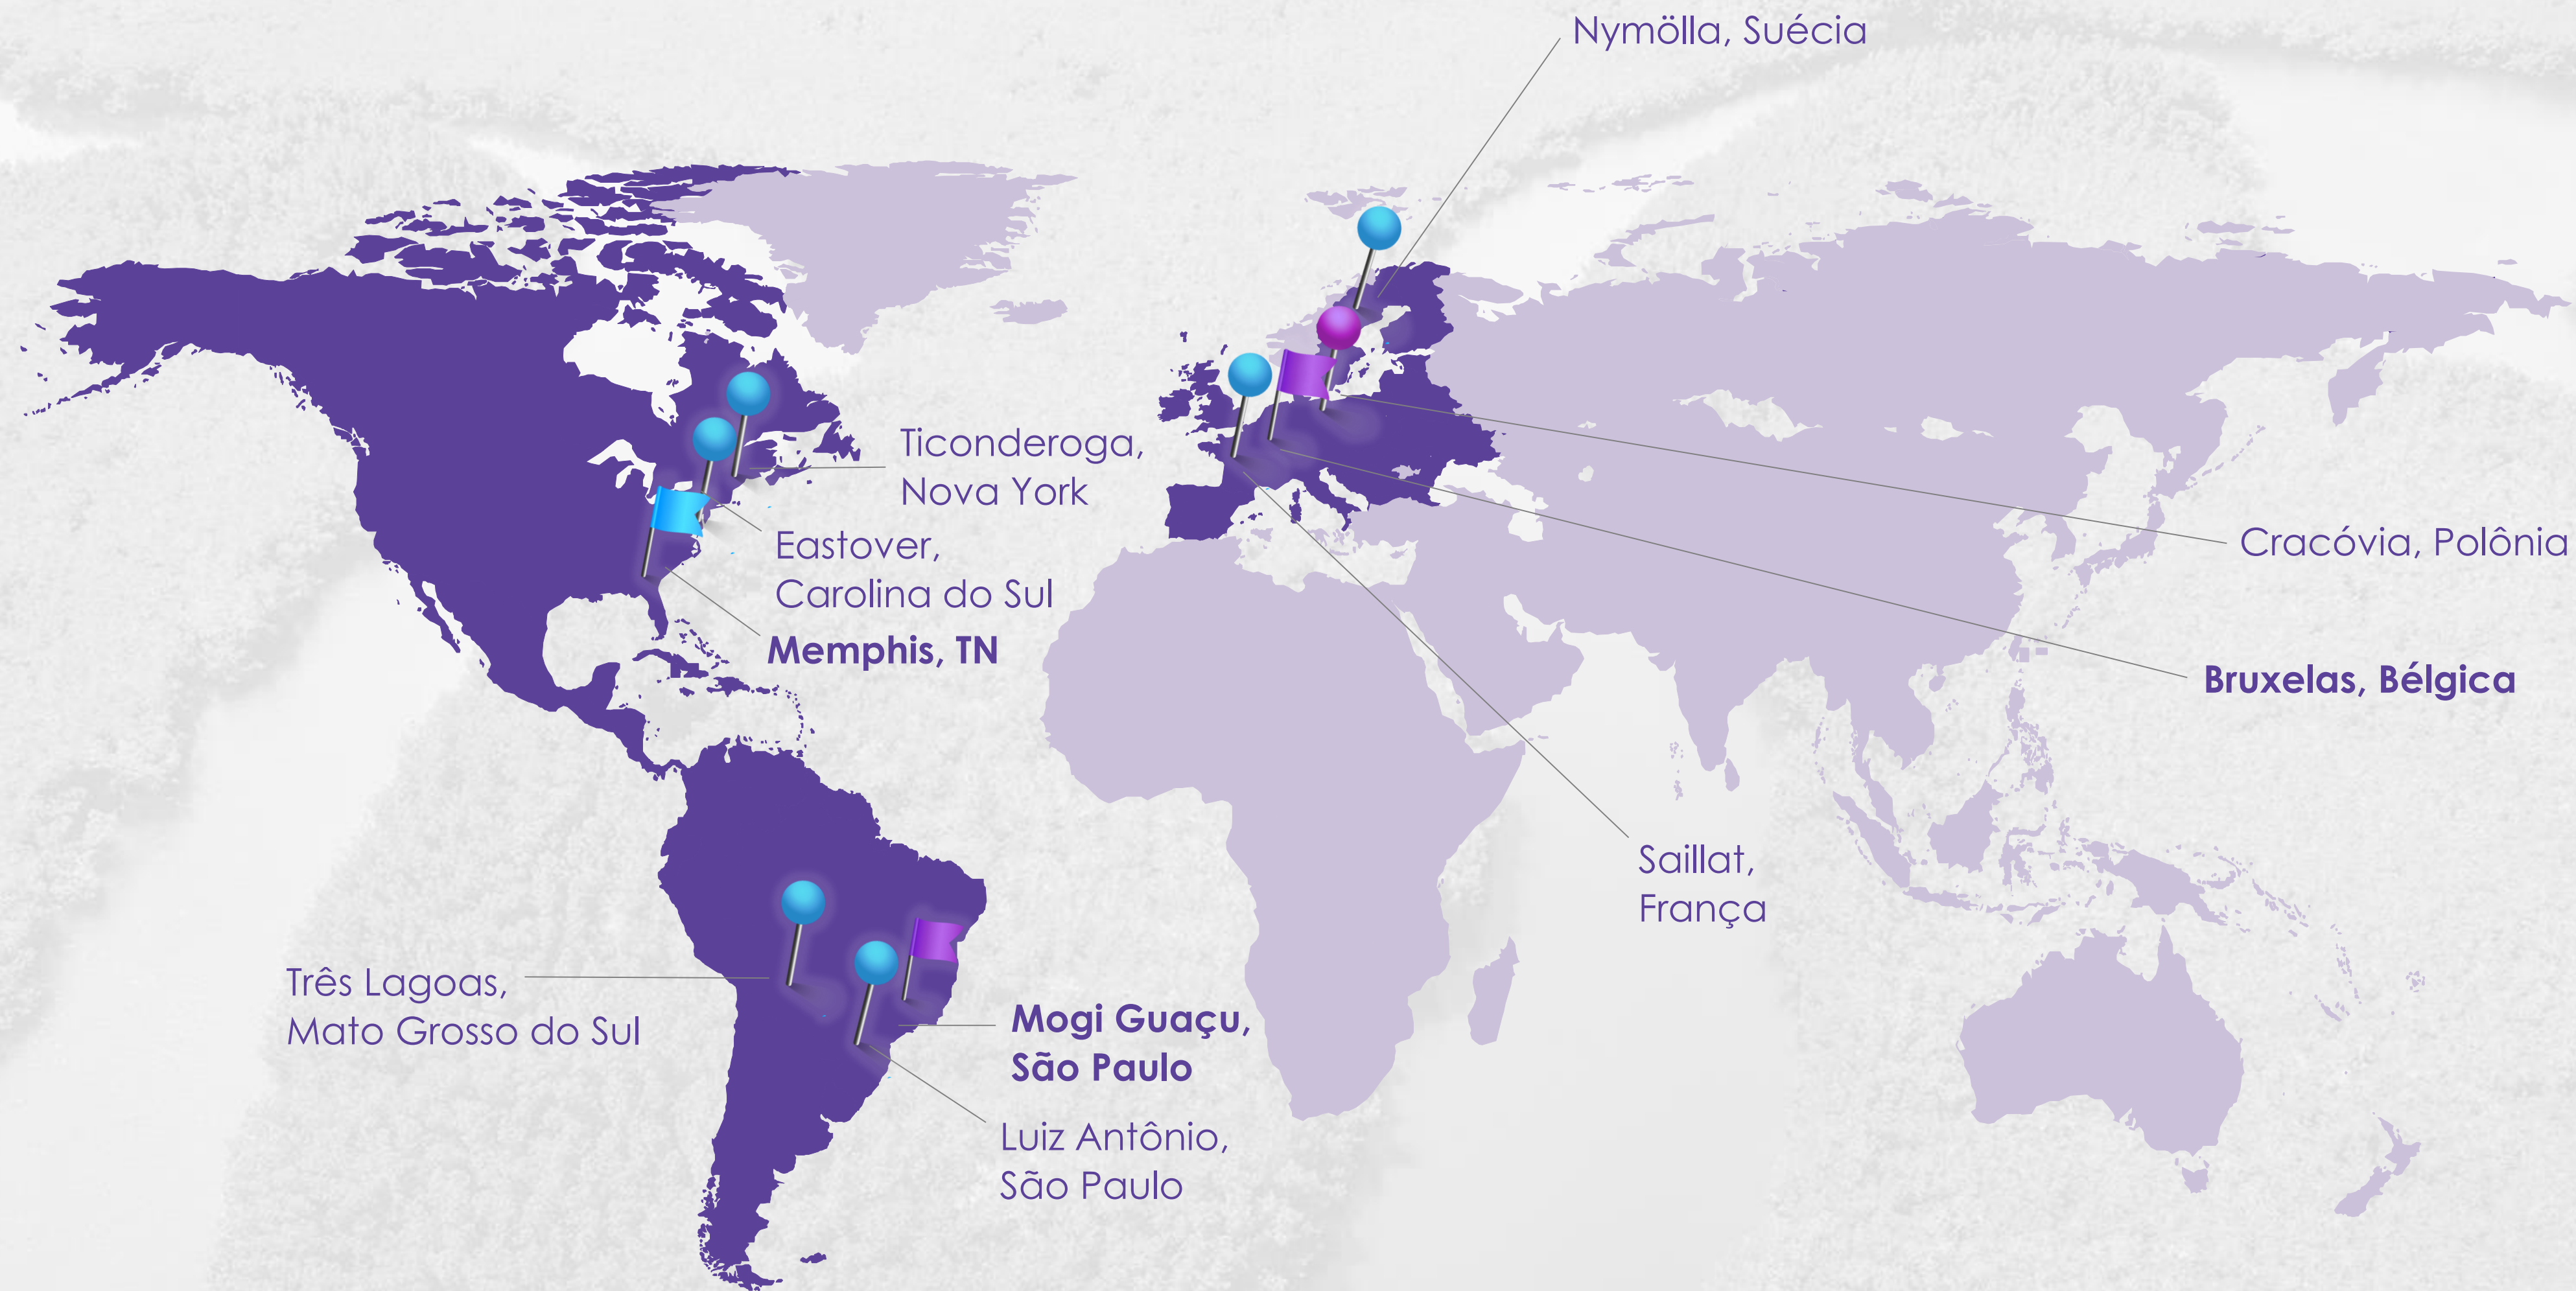 Nymölla, Suécia
Ticonderoga,
Nova York
Eastover,
Carolina do Sul
Memphis, TN
Cracóvia, Polônia
Bruxelas, Bélgica
Saillat,
França
Três Lagoas,
Mato Grosso do Sul
Mogi Guaçu,
São Paulo
Luiz Antônio,
São Paulo